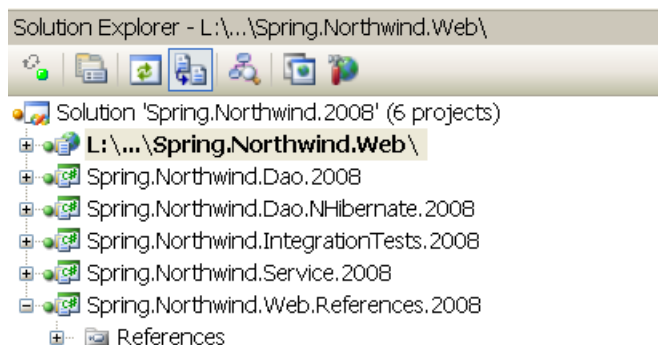 Solution Explorer - L:\...\Spring.Northwind.Web\
Solution 'Spring.Northwind.2008' (6 projects)
L:\...\Spring.Northwind.Web\
Spring.Northwind.Dao.2008
Spring.Northwind.Dao.NHibernate.2008
Spring.Northwind.IntegrationTests.2008
Spring.Northwind.Service.2008
Spring.Northwind.Web.References.2008
References